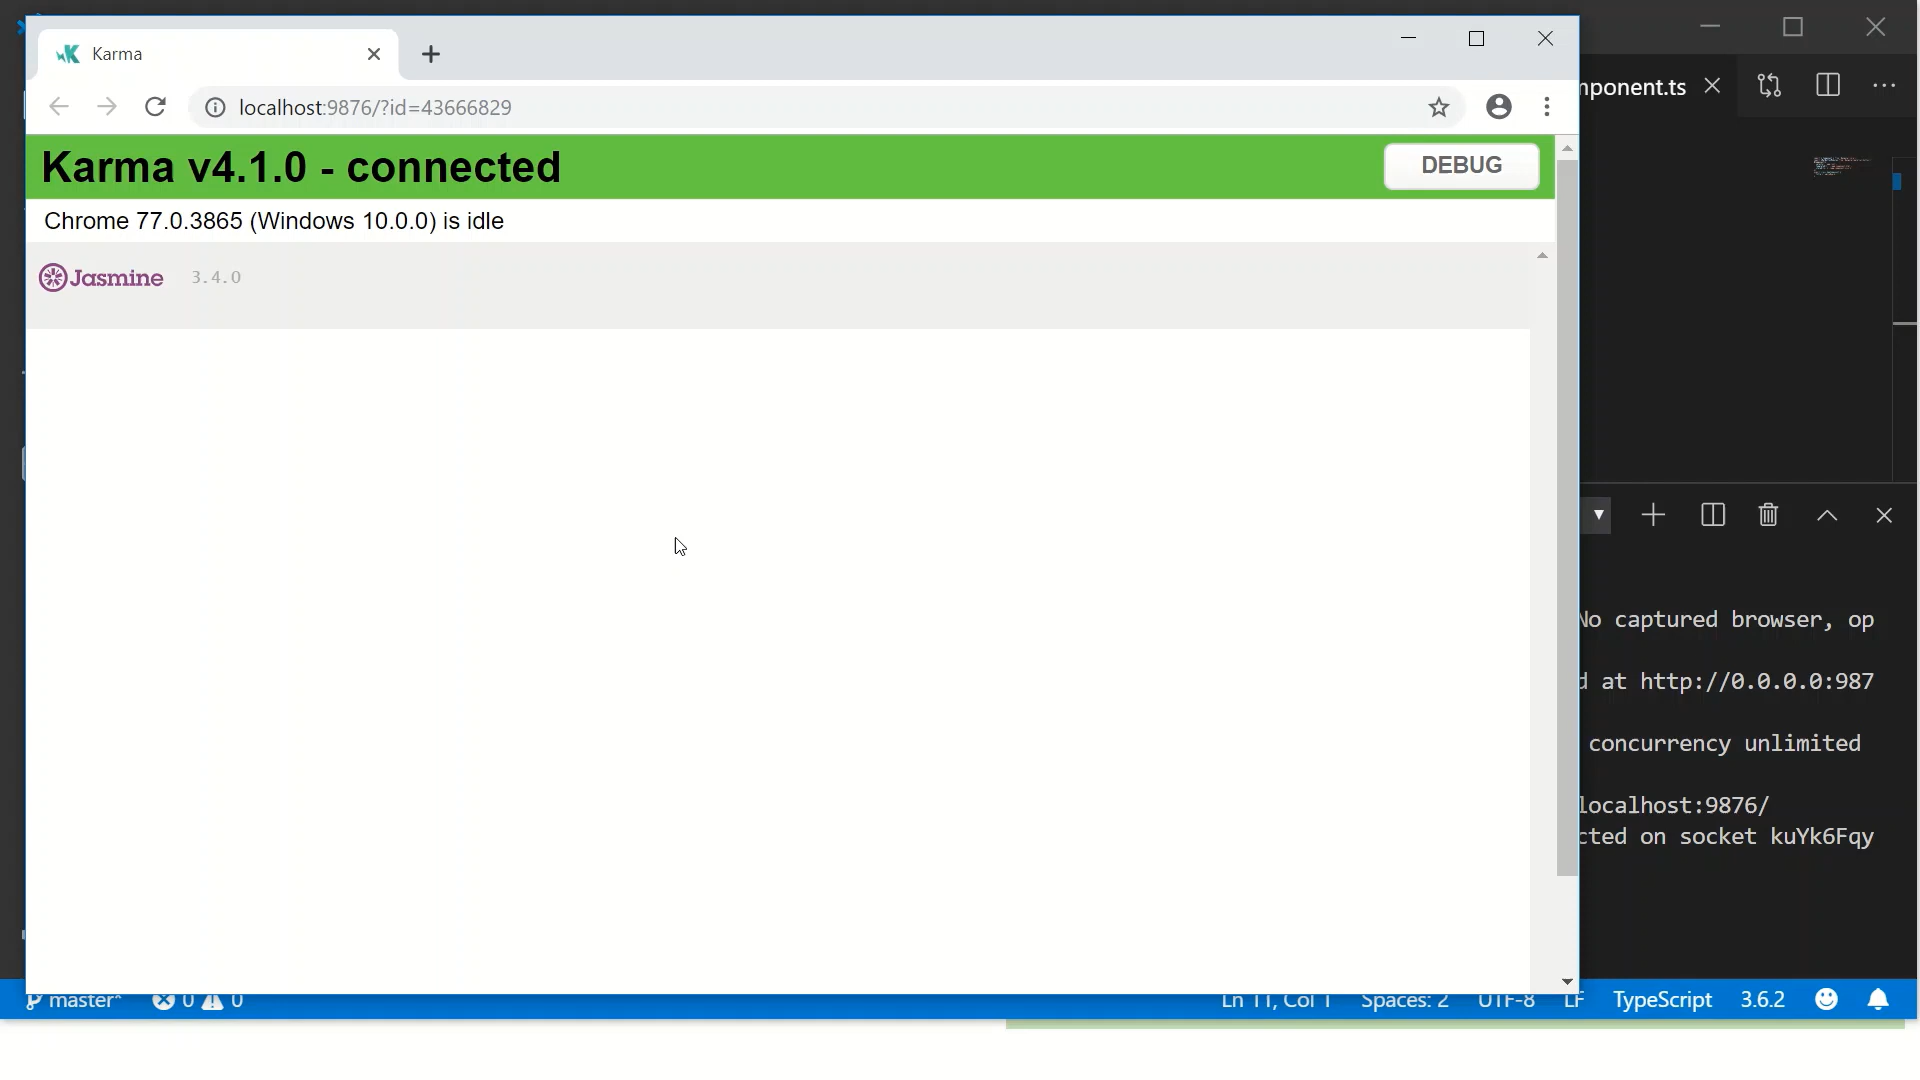 Karma
localhost:9876/?id=43666829
mponent.ts
Karma v4.1.0 - connected
DEBUG
Chrome 77.0.3865 (Windows 10.0.0) is idle
Jasmine 3.4.0
No captured browser, op
d at http://0.0.0.0:987
concurrency unlimited
localhost:9876/
cted on socket kuYk6Fqy
master* 0 0 Ln 11, Col 1 Spaces: 2 UTF-8 LF TypeScript 3.6.2